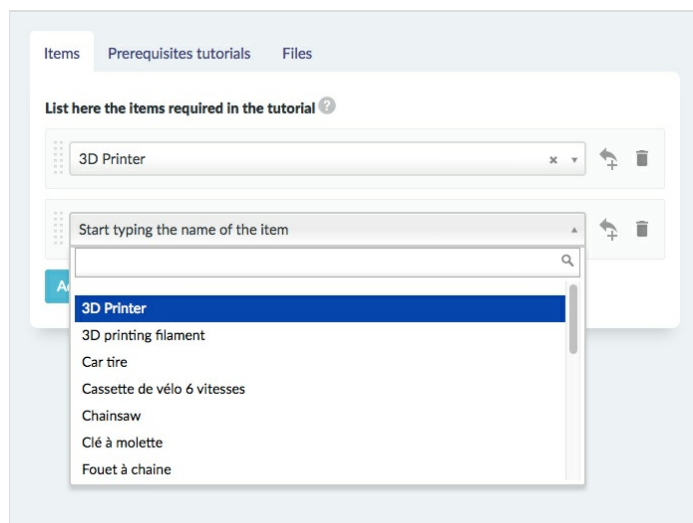 Items Prerequisites tutorials Files
List here the items required in the tutorial ?
3D Printer
Start typing the name of the item
3D Printer
3D printing filament
Car tire
Cassette de vélo 6 vitesses
Chainsaw
Clé à molette
Fouet à chaine